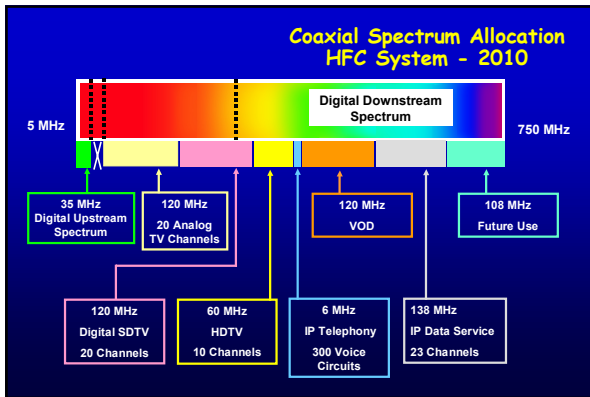 Coaxial Spectrum Allocation
HFC System - 2010
Digital Downstream
Spectrum
5 MHz
750 MHz
35 MHz
Digital Upstream
Spectrum
120 MHz
20 Analog
TV Channels
120 MHz
VOD
108 MHz
Future Use
120 MHz
Digital SDTV
20 Channels
60 MHz
HDTV
10 Channels
6 MHz
IP Telephony
300 Voice
Circuits
138 MHz
IP Data Service
23 Channels